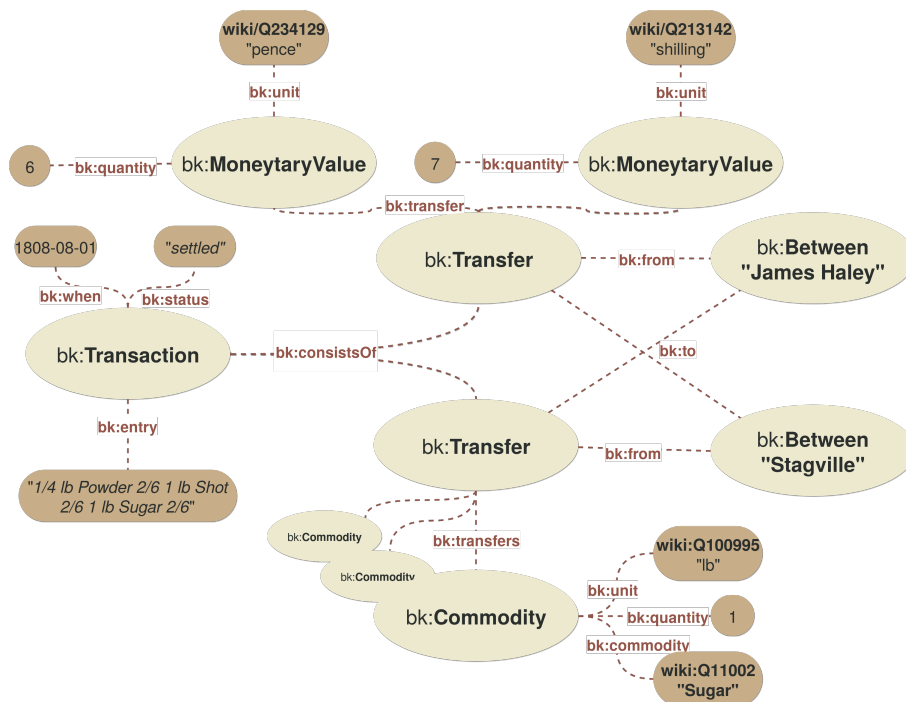 wiki/Q234129
"pence"
wiki/Q213142
"shilling"
bk:unit
bk:unit
6
bk:quantity
bk:MoneytaryValue
7
bk:quantity
bk:MoneytaryValue
bk:transfer
1808-08-01
"settled"
bk:when
bk:status
bk:Transfer
bk:from
bk:Between
"James Haley"
bk:Transaction
bk:consistsOf
bk:to
bk:entry
bk:Transfer
bk:from
bk:Between
"Stagville"
"1/4 lb Powder 2/6 1 lb Shot
2/6 1 lb Sugar 2/6"
bk:Commodity
bk:transfers
bk:Commodity
bk:Commodity
wiki:Q100995
"lb"
bk:unit
bk:quantity
1
bk:commodity
wiki:Q11002
"Sugar"